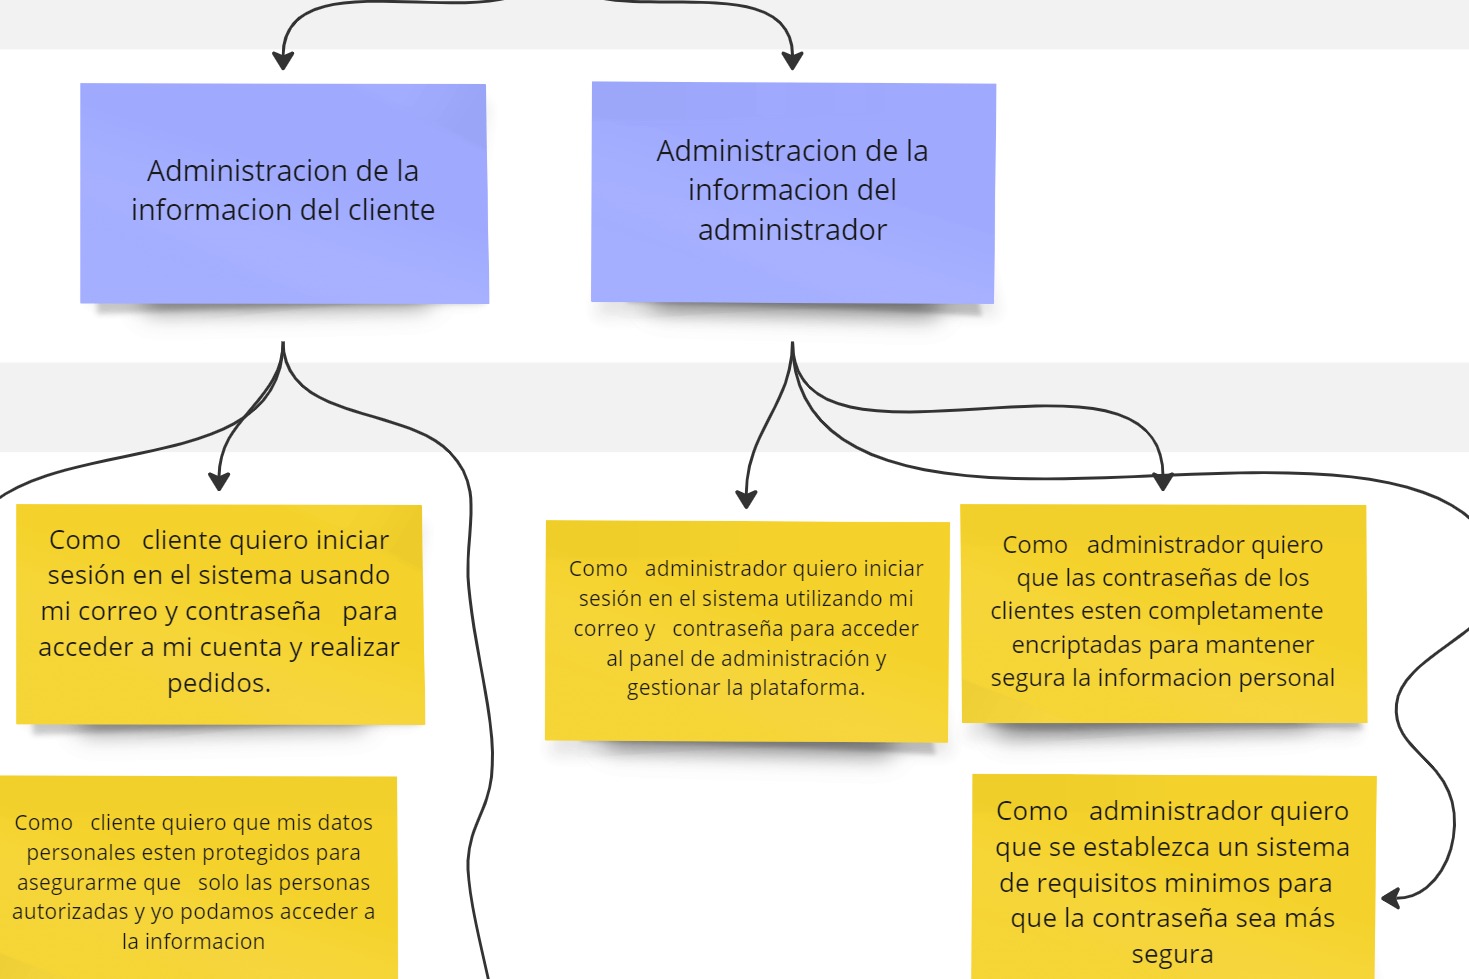 Administracion de la
informacion del cliente
Administracion de la
informacion del
administrador
Como cliente quiero iniciar
sesión en el sistema usando
mi correo y contraseña para
acceder a mi cuenta y realizar
pedidos.
Como administrador quiero iniciar
sesión en el sistema utilizando mi
correo y contraseña para acceder
al panel de administración y
gestionar la plataforma.
Como administrador quiero
que las contraseñas de los
clientes esten completamente
encriptadas para mantener
segura la informacion personal
Como cliente quiero que mis datos
personales esten protegidos para
asegurarme que solo las personas
autorizadas y yo podamos acceder a
la informacion
Como administrador quiero
que se establezca un sistema
de requisitos minimos para
que la contraseña sea más
segura